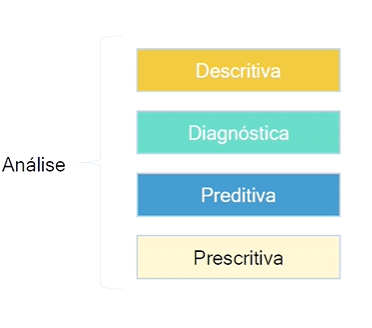 Análise
Descritiva
Diagnóstica
Preditiva
Prescritiva